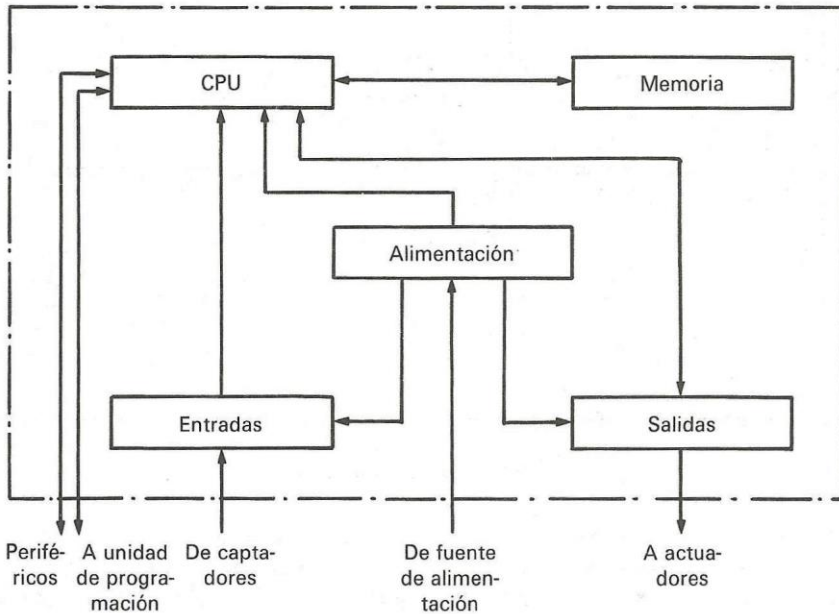 CPU
Memoria
Alimentación
Entradas
Salidas
Perifé-
ricos
A unidad
de progra-
mación
De capta-
dores
De fuente
de alimen-
tación
A actua-
dores